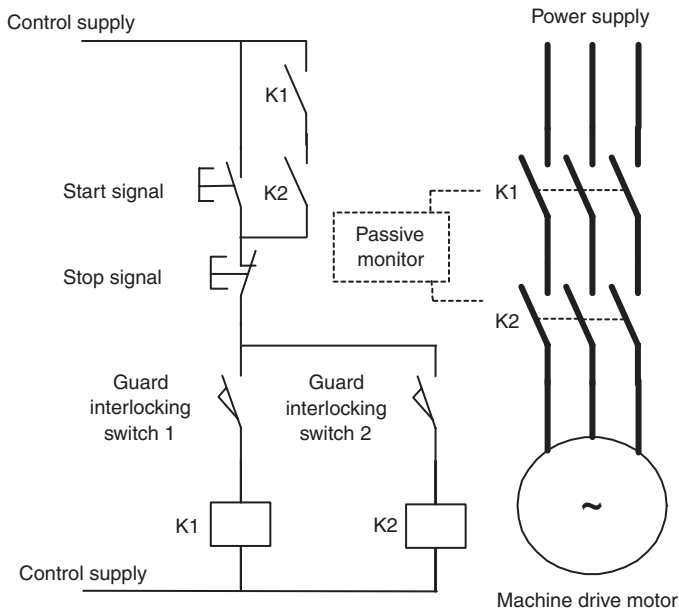 Control supply
Power supply
K1
Start signal
K2
K1
Passive
monitor
Stop signal
K2
Guard
interlocking
switch 1
Guard
interlocking
switch 2
K1
K2
~
Control supply
Machine drive motor